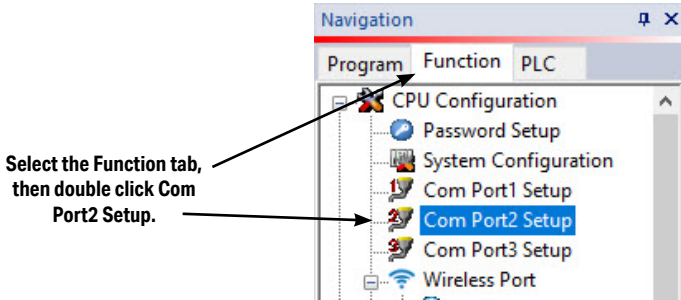 Navigation
Program Function PLC
CPU Configuration
Password Setup
System Configuration
Com Port1 Setup
Com Port2 Setup
Com Port3 Setup
Wireless Port
Select the Function tab,
then double click Com
Port2 Setup.